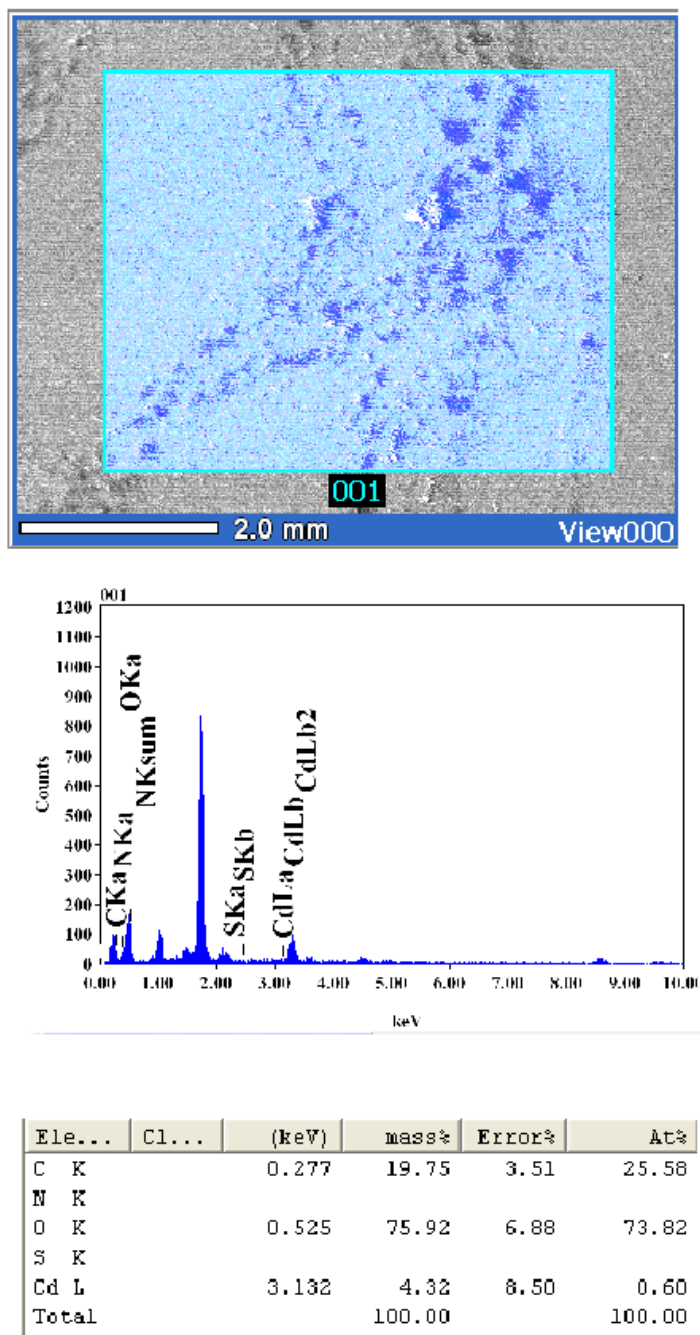 001
2.0 mm View000
001
1200
1100
1000
900
800
700
600
500
400
300
200
100
0
Counts
CKa NKa OKa NKsum SKa SKb CdLa CdLb CdLb2
0.00 1.00 2.00 3.00 4.00 5.00 6.00 7.00 8.00 9.00 10.0
keV
Ele... Cl... (keV) mass% Error% At%
C K 0.277 19.75 3.51 25.58
N K
O K 0.525 75.92 6.88 73.82
S K
Cd L 3.132 4.32 8.50 0.60
Total 100.00 100.00